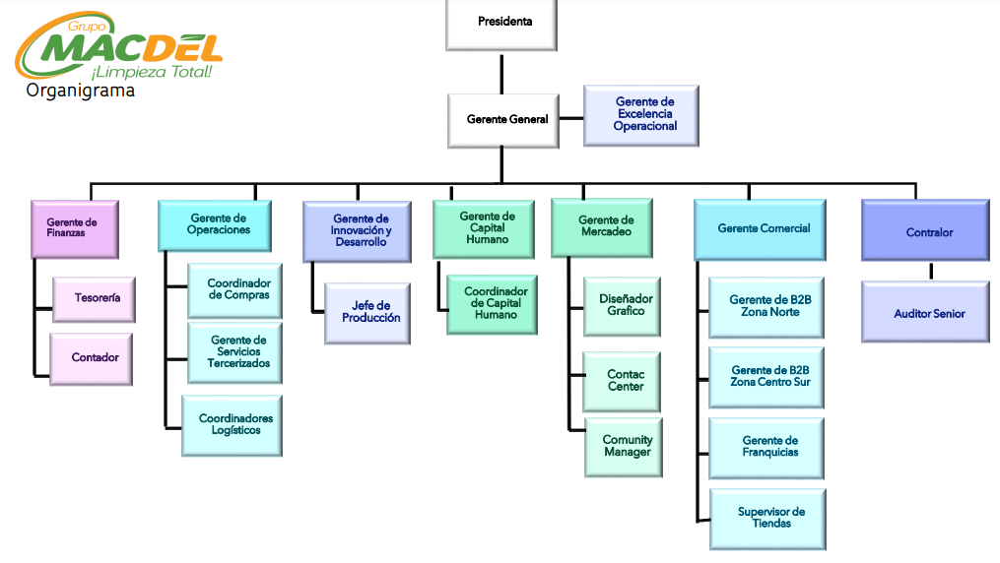 Grupo
MACDEL
¡Limpieza Total!
Organigrama
Presidenta
Gerente General
Gerente de
Excelencia
Operacional
Gerente de
Finanzas
Tesorería
Contador
Gerente de
Operaciones
Coordinador
de Compras
Gerente de
Servicios
Tercerizados
Coordinadores
Logísticos
Gerente de
Innovación y
Desarrollo
Jefe de
Producción
Gerente de
Capital
Humano
Coordinador
de Capital
Humano
Gerente de
Mercadeo
Diseñador
Grafico
Contac
Center
Comunity
Manager
Gerente Comercial
Gerente de B2B
Zona Norte
Gerente de B2B
Zona Centro Sur
Gerente de
Franquicias
Supervisor de
Tiendas
Contralor
Auditor Senior